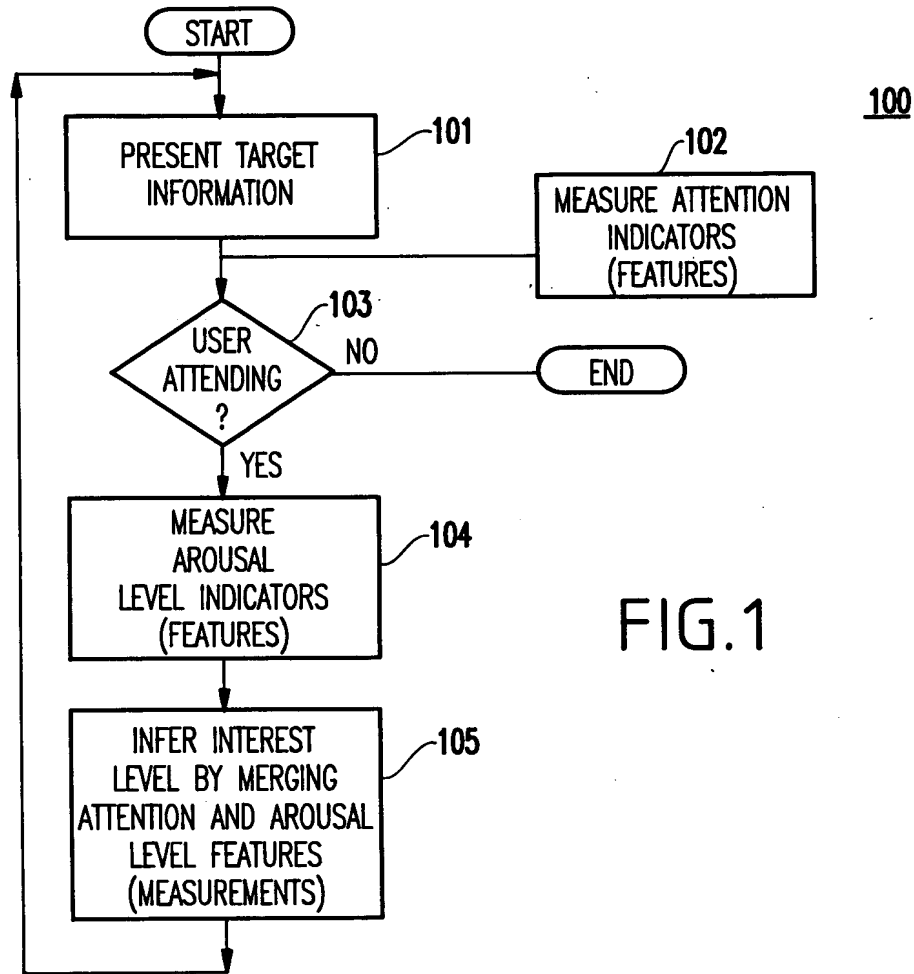 START
100
101
PRESENT TARGET
INFORMATION
102
MEASURE ATTENTION
INDICATORS
(FEATURES)
103
USER
ATTENDING
?
NO
END
YES
MEASURE
AROUSAL
LEVEL INDICATORS
(FEATURES)
104
FIG.1
INFER INTEREST
LEVEL BY MERGING
ATTENTION AND AROUSAL
LEVEL FEATURES
(MEASUREMENTS)
105